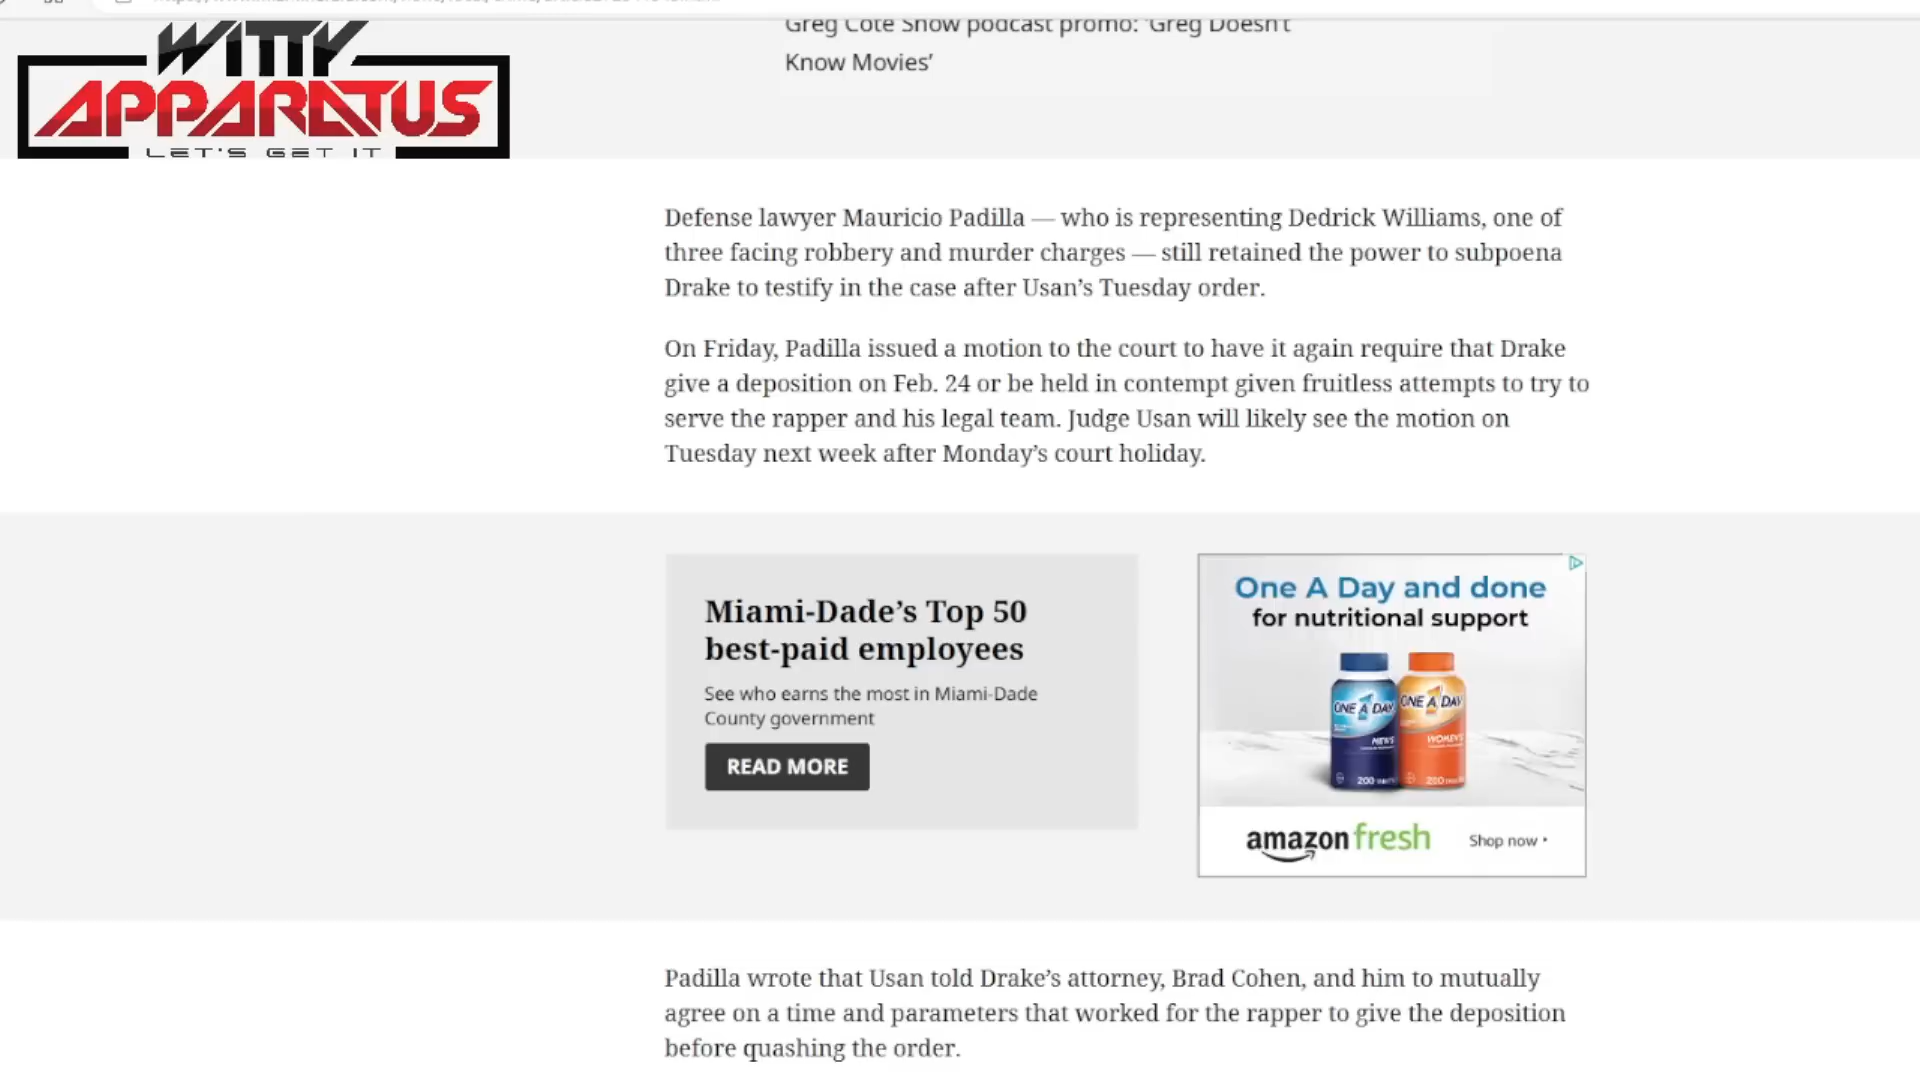 Greg Cote Show podcast promo: 'Greg Doesn't
Know Movies'
WITTY
APPARATUS
LET'S GET IT
Defense lawyer Mauricio Padilla — who is representing Dedrick Williams, one of
three facing robbery and murder charges — still retained the power to subpoena
Drake to testify in the case after Usan's Tuesday order.
On Friday, Padilla issued a motion to the court to have it again require that Drake
give a deposition on Feb. 24 or be held in contempt given fruitless attempts to try to
serve the rapper and his legal team. Judge Usan will likely see the motion on
Tuesday next week after Monday's court holiday.
Miami-Dade's Top 50
best-paid employees
See who earns the most in Miami-Dade
County government
READ MORE
One A Day and done
for nutritional support
ONE A DAY
MEN'S
200
ONE A DAY
WOMEN'S
200
amazon fresh
Shop now
Padilla wrote that Usan told Drake's attorney, Brad Cohen, and him to mutually
agree on a time and parameters that worked for the rapper to give the deposition
before quashing the order.